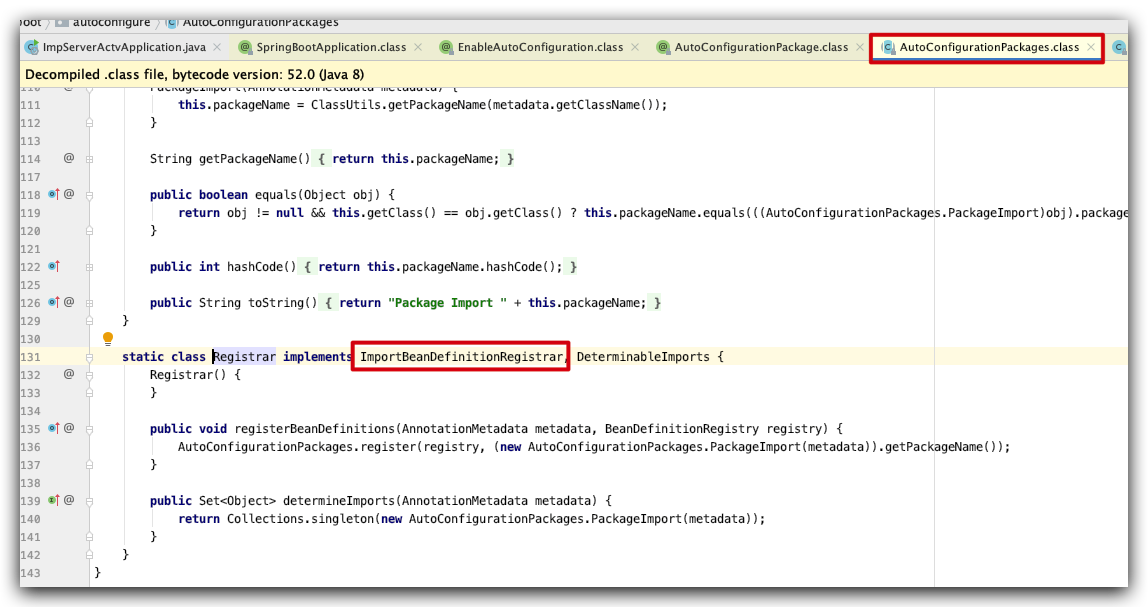 oot autoconfigure AutoConfigurationPackages
ImpServerActvApplication.java × SpringBootApplication.class × EnableAutoConfiguration.class × AutoConfigurationPackage.class × AutoConfigurationPackages.class ×
Decompiled .class file, bytecode version: 52.0 (Java 8)
110 @ PackageImport(AnnotationMetadata metadata) {
111 this.packageName = ClassUtils.getPackageName(metadata.getClassName());
112 }
113
114 @ String getPackageName() { return this.packageName; }
117
118 @ public boolean equals(Object obj) {
119 return obj != null && this.getClass() == obj.getClass() ? this.packageName.equals(((AutoConfigurationPackages.PackageImport)obj).package
120 }
121
122 public int hashCode() { return this.packageName.hashCode(); }
125
126 @ public String toString() { return "Package Import " + this.packageName; }
129 }
130
131 static class Registrar implements ImportBeanDefinitionRegistrar, DeterminableImports {
132 @ Registrar() {
133 }
134
135 @ public void registerBeanDefinitions(AnnotationMetadata metadata, BeanDefinitionRegistry registry) {
136 AutoConfigurationPackages.register(registry, (new AutoConfigurationPackages.PackageImport(metadata)).getPackageName());
137 }
138
139 @ public Set<Object> determineImports(AnnotationMetadata metadata) {
140 return Collections.singleton(new AutoConfigurationPackages.PackageImport(metadata));
141 }
142 }
143 }